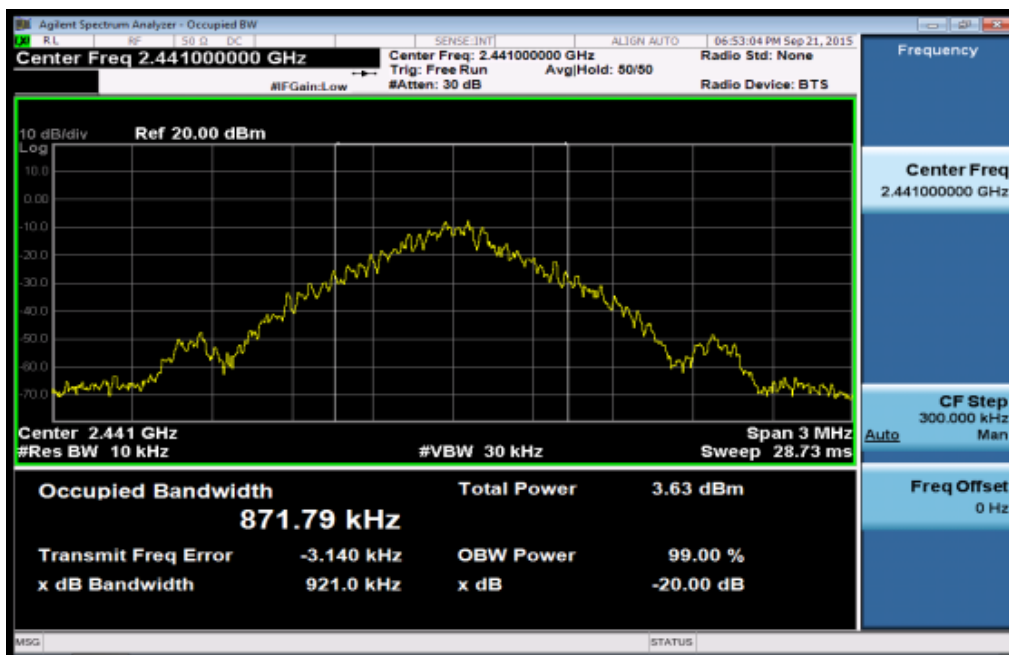 Agilent Spectrum Analyzer - Occupied BW
RL RF 50 Ω DC SENSE:INT ALIGN AUTO 06:53:04 PM Sep 21, 2015
Center Freq 2.441000000 GHz
Center Freq: 2.441000000 GHz Radio Std: None
Trig: Free Run Avg|Hold: 50/50
#IFGain:Low #Atten: 30 dB Radio Device: BTS
10 dB/div Ref 20.00 dBm
Log
10.0
0.00
-10.0
-20.0
-30.0
-40.0
-50.0
-60.0
-70.0
Center 2.441 GHz Span 3 MHz
#Res BW 10 kHz #VBW 30 kHz Sweep 28.73 ms
Occupied Bandwidth Total Power 3.63 dBm
871.79 kHz
Transmit Freq Error -3.140 kHz OBW Power 99.00 %
x dB Bandwidth 921.0 kHz x dB -20.00 dB
MSG STATUS
Frequency
Center Freq
2.441000000 GHz
CF Step
300.000 kHz
Auto Man
Freq Offset
0 Hz